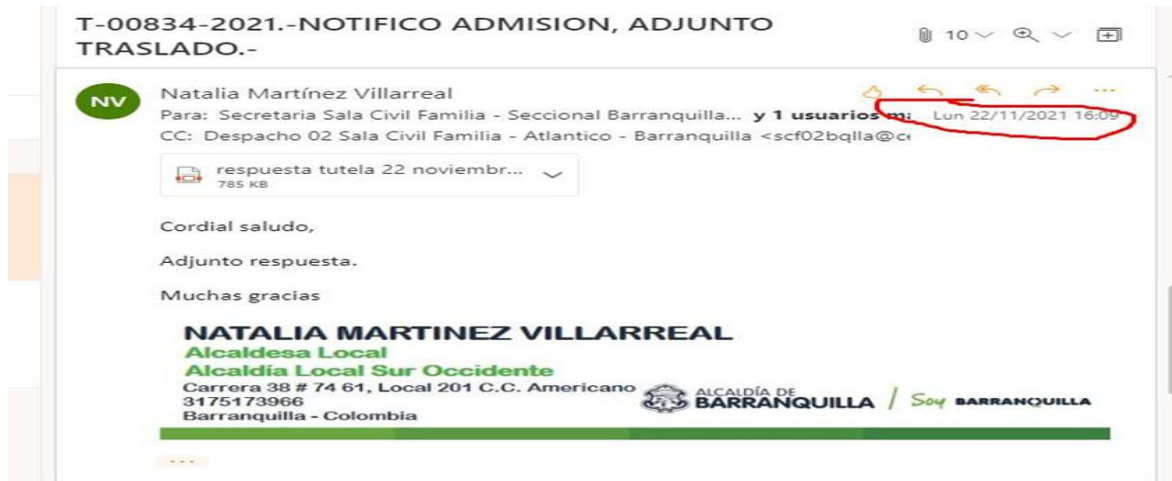 T-00834-2021.-NOTIFICO ADMISION, ADJUNTO
TRASLADO.-
10
NV
Natalia Martínez Villarreal
Para: Secretaria Sala Civil Familia - Seccional Barranquilla... y 1 usuarios m
Lun 22/11/2021 16:09
CC: Despacho 02 Sala Civil Familia - Atlantico - Barranquilla <scf02bqlla@ce
respuesta tutela 22 noviembr...
785 KB
Cordial saludo,
Adjunto respuesta.
Muchas gracias
NATALIA MARTINEZ VILLARREAL
Alcaldesa Local
Alcaldía Local Sur Occidente
Carrera 38 # 74 61, Local 201 C.C. Americano
3175173966
Barranquilla - Colombia
ALCALDÍA DE
BARRANQUILLA
Soy BARRANQUILLA